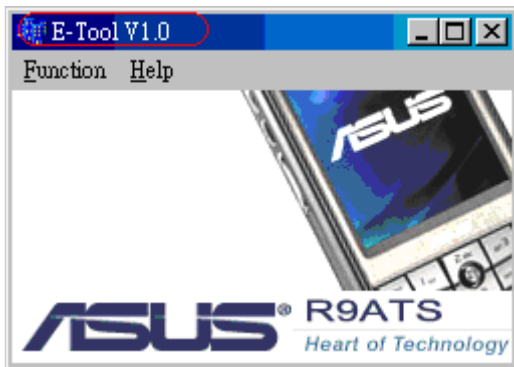 E-Tool V1.0
Function Help
ASUS
ASUS® R9ATS
Heart of Technology